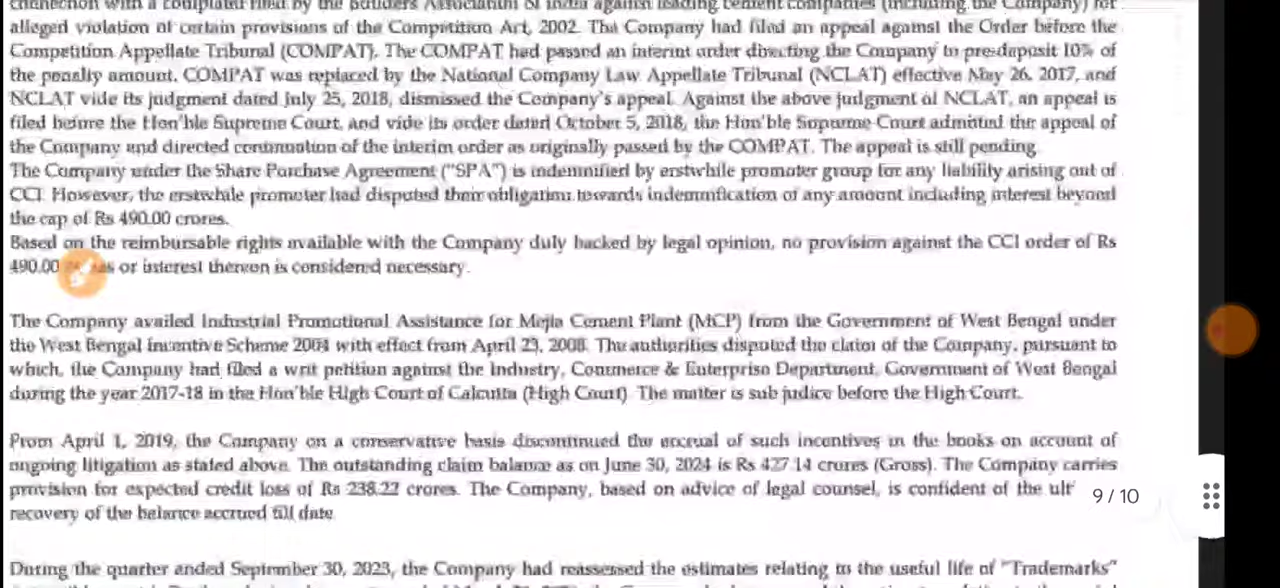 connection with a complaint filed by the Builders Association of India against leading cement companies (including the Company) for
alleged violation of certain provisions of the Competition Act, 2002. The Company had filed an appeal against the Order before the
Competition Appellate Tribunal (COMPAT). The COMPAT had passed an interim order directing the Company to pre-deposit 10% of
the penalty amount. COMPAT was replaced by the National Company Law Appellate Tribunal (NCLAT) effective May 26, 2017, and
NCLAT vide its judgment dated July 25, 2018, dismissed the Company's appeal. Against the above judgment of NCLAT, an appeal is
filed before the Hon'ble Supreme Court, and vide its order dated October 5, 2018, the Hon'ble Supreme Court admitted the appeal of
the Company and directed continuation of the interim order as originally passed by the COMPAT. The appeal is still pending
The Company under the Share Purchase Agreement ("SPA") is indemnified by erstwhile promoter group for any liability arising out of
CCI. However, the erstwhile promoter had disputed their obligation towards indemnification of any amount including interest beyond
the cap of Rs 490.00 crores.
Based on the reimbursable rights available with the Company duly backed by legal opinion, no provision against the CCI order of Rs
490.00 or interest thereon is considered necessary.
The Company availed Industrial Promotional Assistance for Mejia Cement Plant (MCP) from the Government of West Bengal under
the West Bengal incentive Scheme 2004 with effect from April 23, 2008. The authorities disputed the claim of the Company, pursuant to
which, the Company had filed a writ petition against the Industry, Commerce & Enterprise Department, Government of West Bengal
during the year 2017-18 in the Hon'ble High Court of Calcutta (High Court). The matter is sub judice before the High Court.
From April 1, 2019, the Company on a conservative basis discontinued the accrual of such incentives in the books on account of
ongoing litigation as stated above. The outstanding claim balance as on June 30, 2024 is Rs 427.14 crores (Gross). The Company carries
provision for expected credit loss of Rs 238.22 crores. The Company, based on advice of legal counsel, is confident of the ult
recovery of the balance accrued till date
9 / 10
During the quarter ended September 30, 2023, the Company had reassessed the estimates relating to the useful life of "Trademarks"